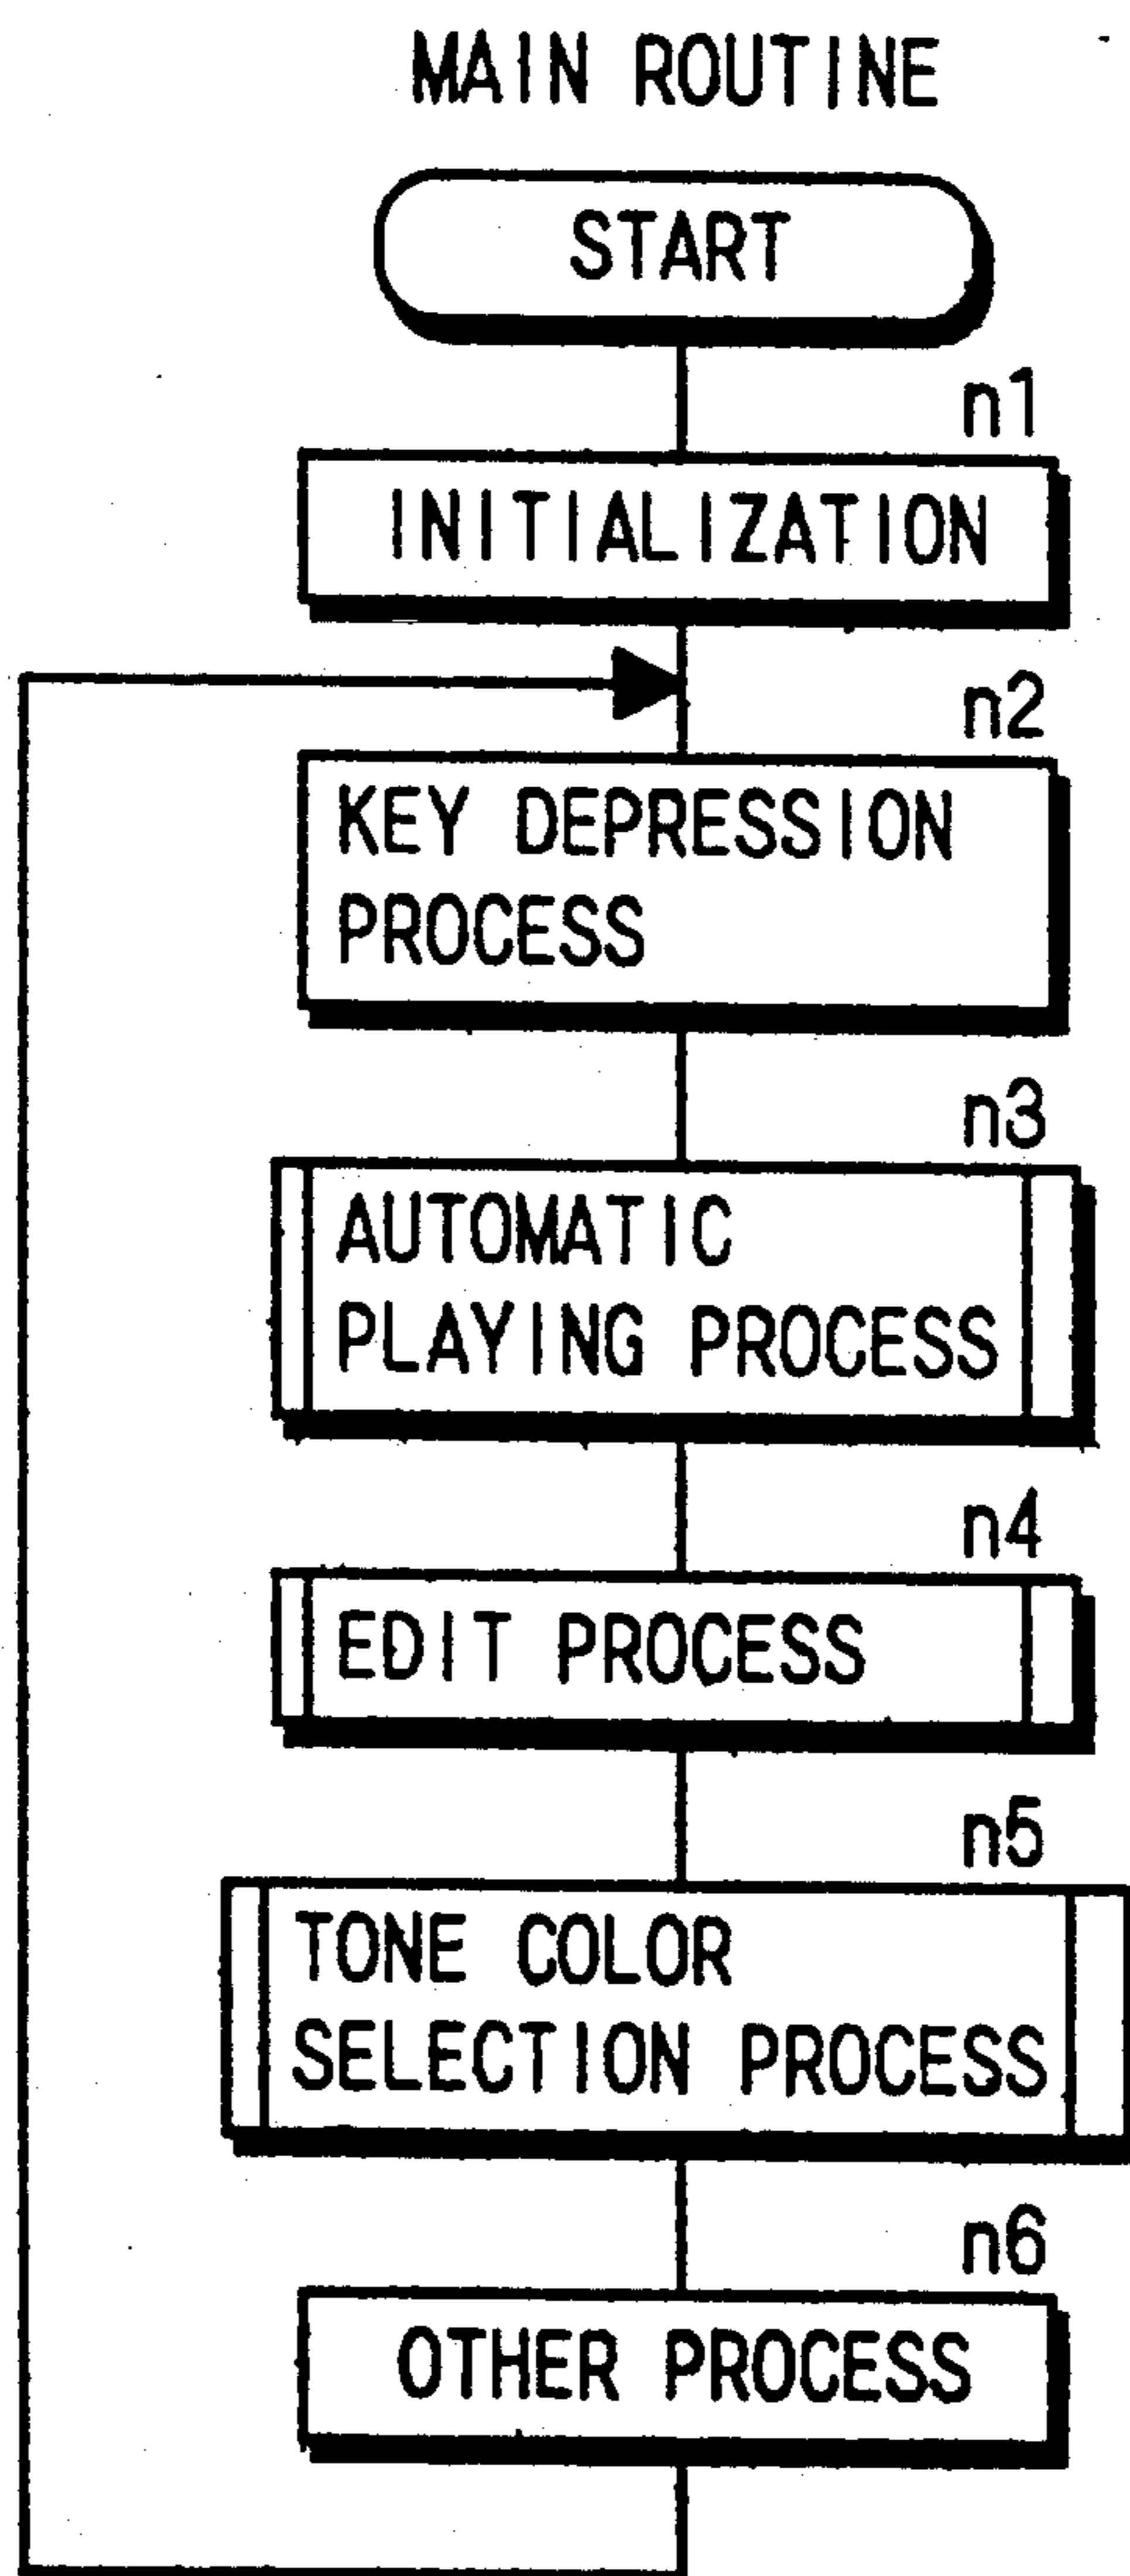 MAIN ROUTINE
START
n1
INITIALIZATION
n2
KEY DEPRESSION
PROCESS
n3
AUTOMATIC
PLAYING PROCESS
n4
EDIT PROCESS
n5
TONE COLOR
SELECTION PROCESS
n6
OTHER PROCESS